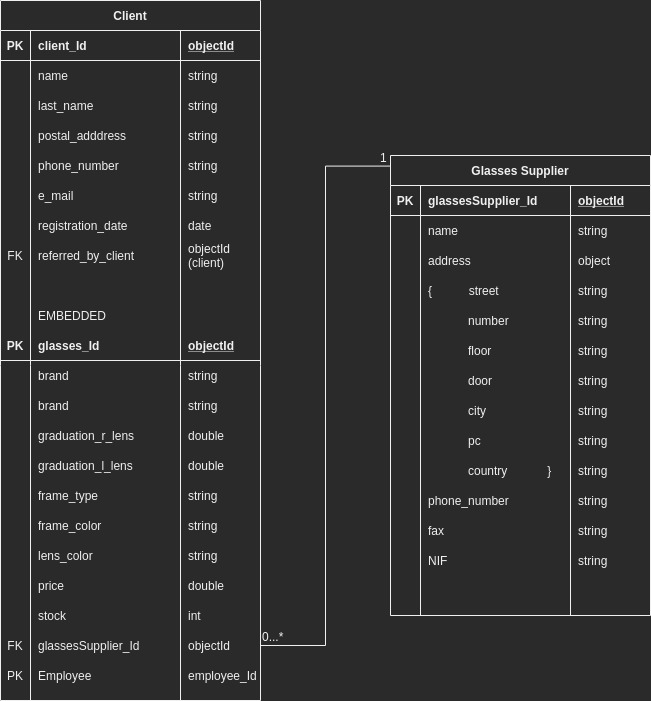 Client
PK client_Id objectId
name string
last_name string
postal_adddress string
phone_number string
e_mail string
registration_date date
FK referred_by_client objectId
(client)
EMBEDDED
PK glasses_Id objectId
brand string
brand string
graduation_r_lens double
graduation_l_lens double
frame_type string
frame_color string
lens_color string
price double
stock int
FK glassesSupplier_Id objectId
PK Employee employee_Id
0...*
1
Glasses Supplier
PK glassesSupplier_Id objectId
name string
address object
{ street string
number string
floor string
door string
city string
pc string
country } string
phone_number string
fax string
NIF string